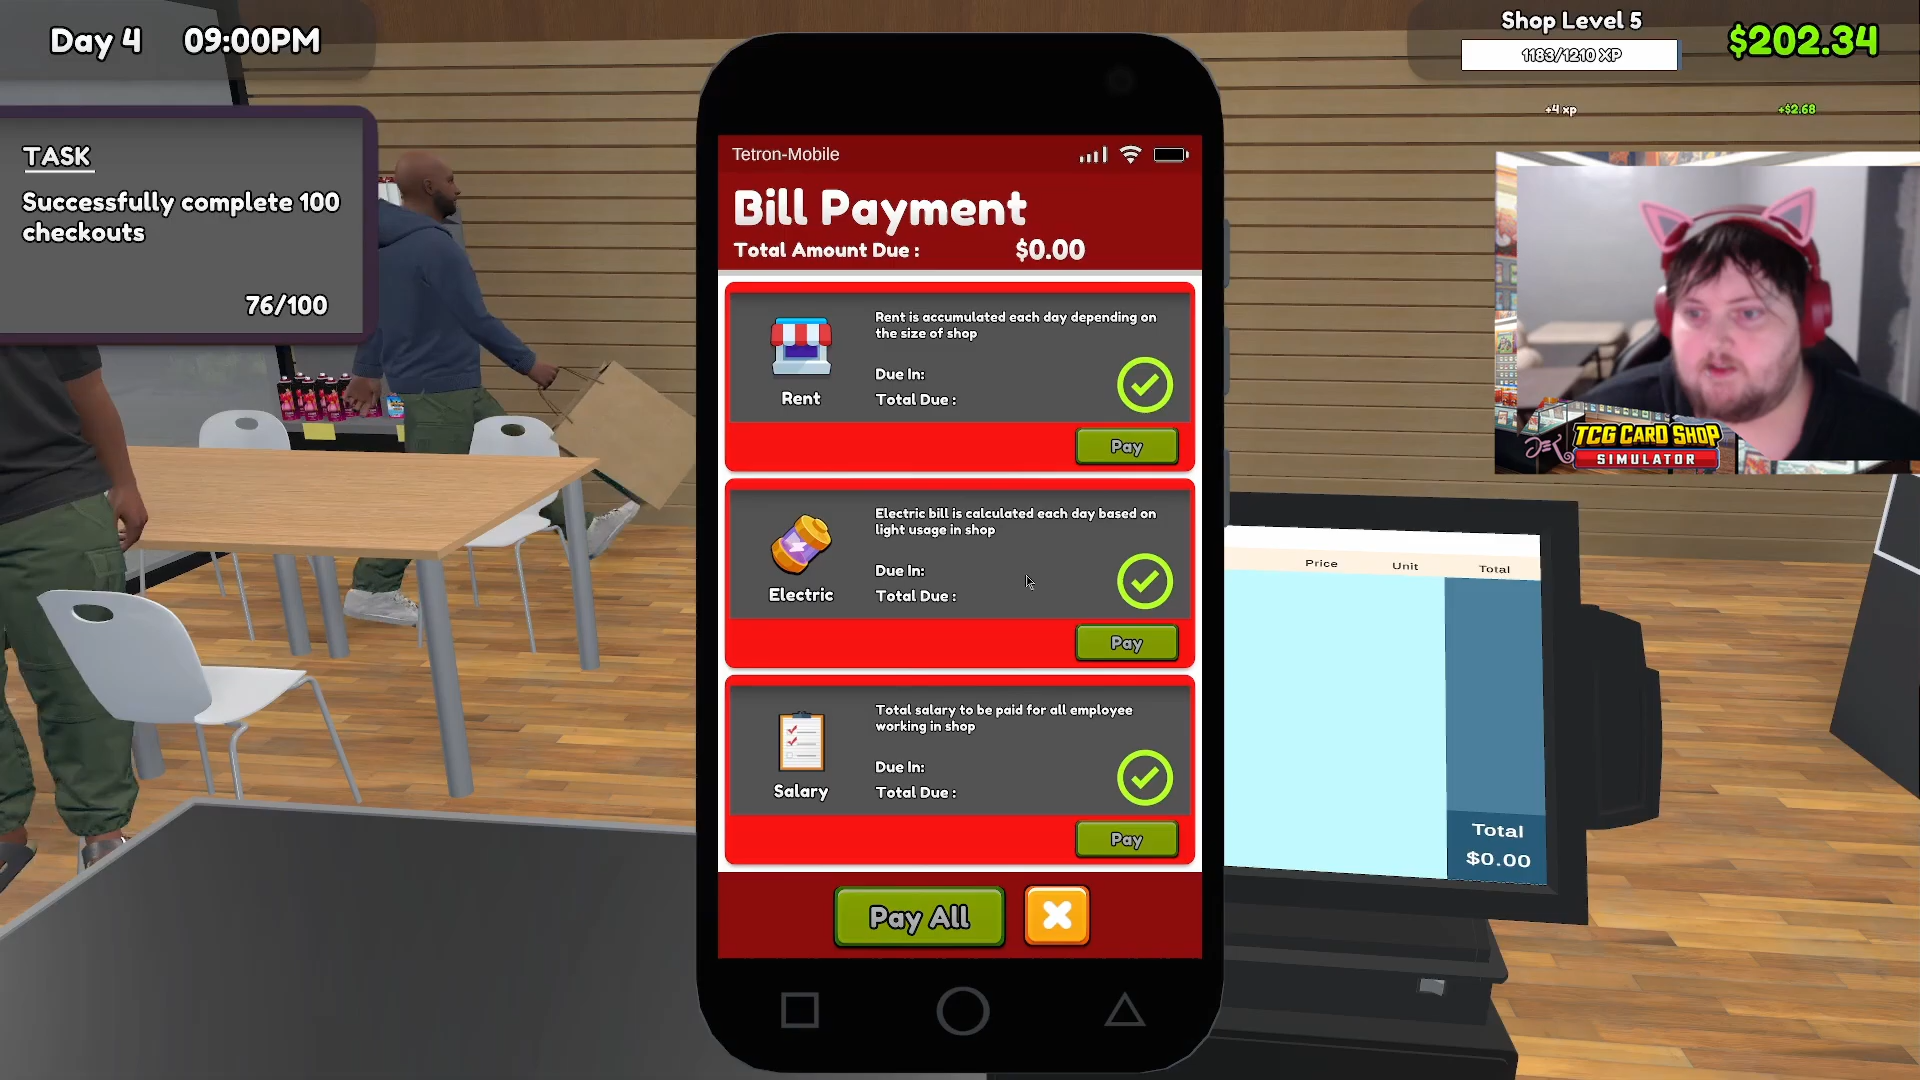 Day 4 09:00PM
TASK
Successfully complete 100
checkouts
76/100
Tetron-Mobile
Bill Payment
Total Amount Due : $0.00
Rent is accumulated each day depending on
the size of shop
Due In:
Total Due :
Rent
Pay
Electric bill is calculated each day based on
light usage in shop
Due In:
Total Due :
Electric
Pay
Total salary to be paid for all employee
working in shop
Due In:
Total Due :
Salary
Pay
Pay All
Shop Level 5
1183/1210 XP
$202.34
+4 xp
+$2.68
TCG CARD SHOP
SIMULATOR
Price Unit Total
Total
$0.00